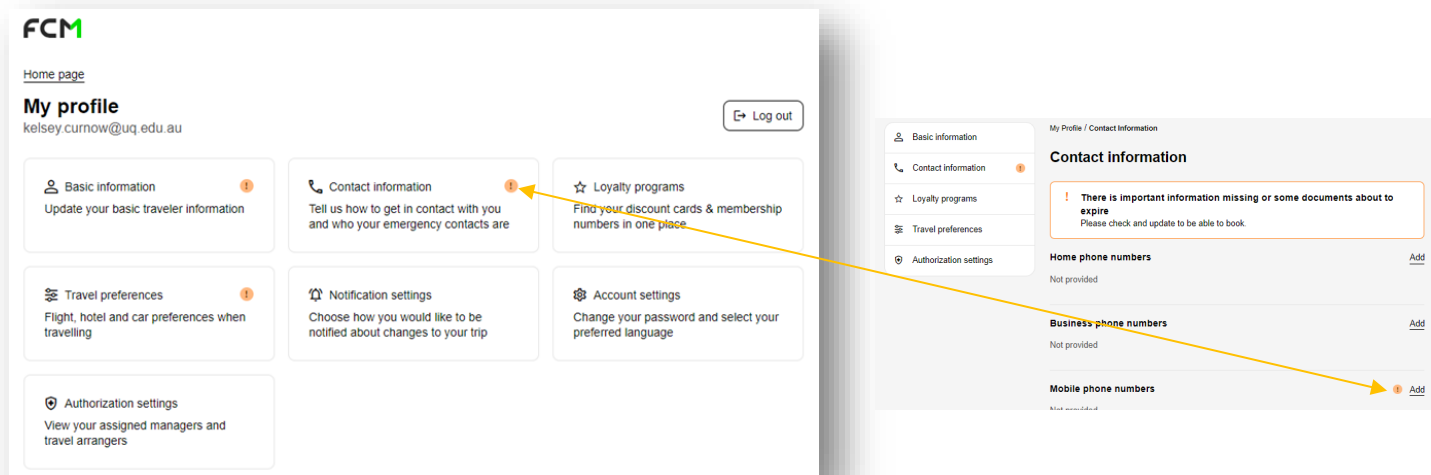 FCM
Home page
My profile
kelsey.curnow@uq.edu.au
Log out
Basic information
Update your basic traveler information
Contact information
Tell us how to get in contact with you
and who your emergency contacts are
Loyalty programs
Find your discount cards & membership
numbers in one place
Travel preferences
Flight, hotel and car preferences when
travelling
Notification settings
Choose how you would like to be
notified about changes to your trip
Account settings
Change your password and select your
preferred language
Authorization settings
View your assigned managers and
travel arrangers
Basic information
Contact information
Loyalty programs
Travel preferences
Authorization settings
My Profile / Contact Information
Contact information
! There is important information missing or some documents about to
expire
Please check and update to be able to book.
Home phone numbers Add
Not provided
Business phone numbers Add
Not provided
Mobile phone numbers ! Add
Not provided